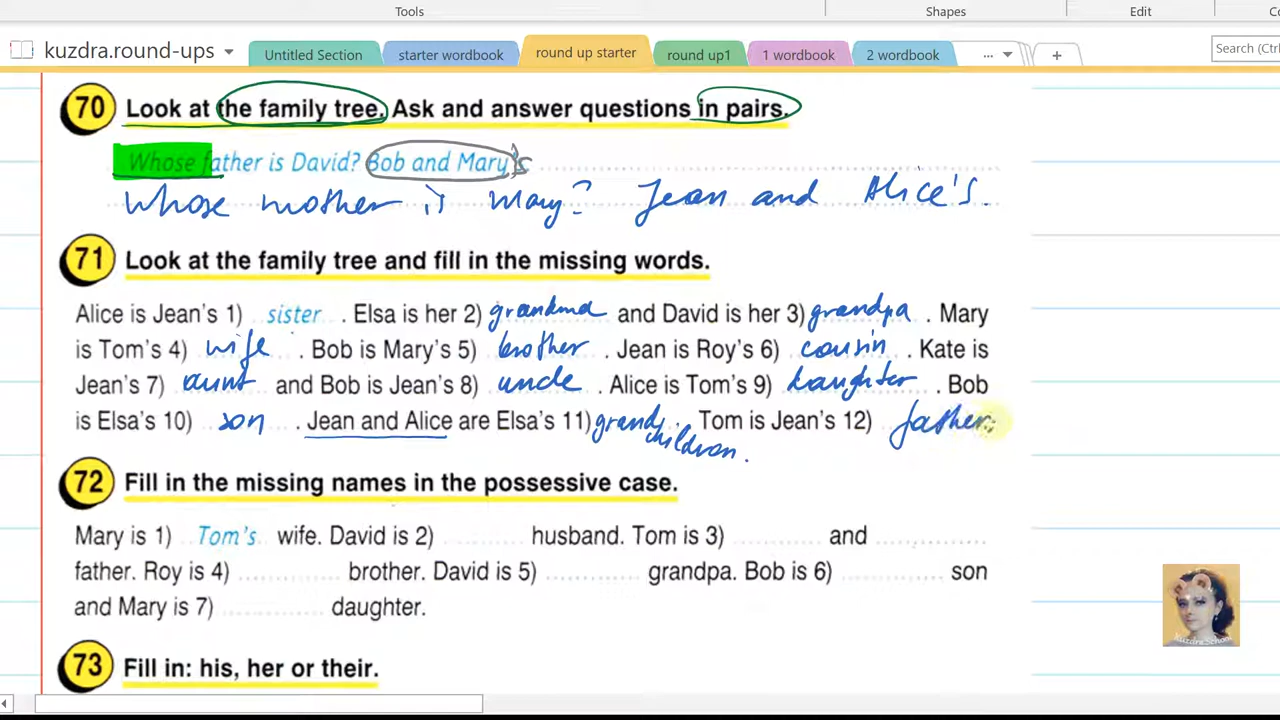 Tools Shapes Edit
kuzdra.round-ups Untitled Section starter wordbook round up starter round up1 1 wordbook 2 wordbook ... + Search (Ctrl
70 Look at the family tree. Ask and answer questions in pairs.
Whose father is David? Bob and Mary's
Whose mother is Mary? Jean and Alice's.
71 Look at the family tree and fill in the missing words.
Alice is Jean's 1) sister . Elsa is her 2) grandma and David is her 3) grandpa . Mary
is Tom's 4) wife . Bob is Mary's 5) brother . Jean is Roy's 6) cousin . Kate is
Jean's 7) aunt and Bob is Jean's 8) uncle . Alice is Tom's 9) daughter . Bob
is Elsa's 10) son . Jean and Alice are Elsa's 11) grand . Tom is Jean's 12) father.
children.
72 Fill in the missing names in the possessive case.
Mary is 1) Tom's wife. David is 2) husband. Tom is 3) and
father. Roy is 4) brother. David is 5) grandpa. Bob is 6) son
and Mary is 7) daughter.
KuzdraSchool
73 Fill in: his, her or their.